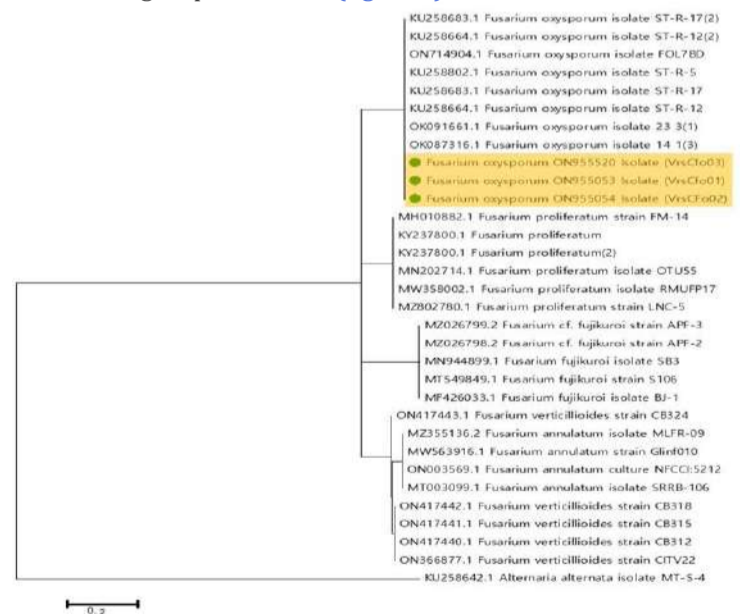 KU258683.1 Fusarium oxysporum isolate ST-R-17(2)
KU258664.1 Fusarium oxysporum isolate ST-R-12(2)
ON714904.1 Fusarium oxysporum isolate FOL7BD
KU258802.1 Fusarium oxysporum isolate ST-R-5
KU258683.1 Fusarium oxysporum isolate ST-R-17
KU258664.1 Fusarium oxysporum isolate ST-R-12
OK091661.1 Fusarium oxysporum isolate 23 3(1)
OK087316.1 Fusarium oxysporum isolate 14 1(3)
Fusarium oxysporum ON955520 Isolate (VrsCfo03)
Fusarium oxysporum ON955053 Isolate (VrsCfo01)
Fusarium oxysporum ON955054 Isolate (VrsCFo02)
MH010882.1 Fusarium proliferatum strain FM-14
KY237800.1 Fusarium proliferatum
KY237800.1 Fusarium proliferatum(2)
MN202714.1 Fusarium proliferatum isolate OTU55
MW358002.1 Fusarium proliferatum isolate RMUFP17
MZ802780.1 Fusarium proliferatum strain LNC-5
MZ026799.2 Fusarium cf. fujikuroi strain APF-3
MZ026798.2 Fusarium cf. fujikuroi strain APF-2
MN944899.1 Fusarium fujikuroi isolate SB3
MT549849.1 Fusarium fujikuroi strain S106
MF426033.1 Fusarium fujikuroi isolate BJ-1
ON417443.1 Fusarium verticillioides strain CB324
MZ355136.2 Fusarium annulatum isolate MLFR-09
MW563916.1 Fusarium annulatum strain Glinf010
ON003569.1 Fusarium annulatum culture NFCCI:5212
MT003099.1 Fusarium annulatum isolate SRRB-106
ON417442.1 Fusarium verticillioides strain CB318
ON417441.1 Fusarium verticillioides strain CB315
ON417440.1 Fusarium verticillioides strain CB312
ON366877.1 Fusarium verticillioides strain CITV22
KU258642.1 Alternaria alternata isolate MT-S-4